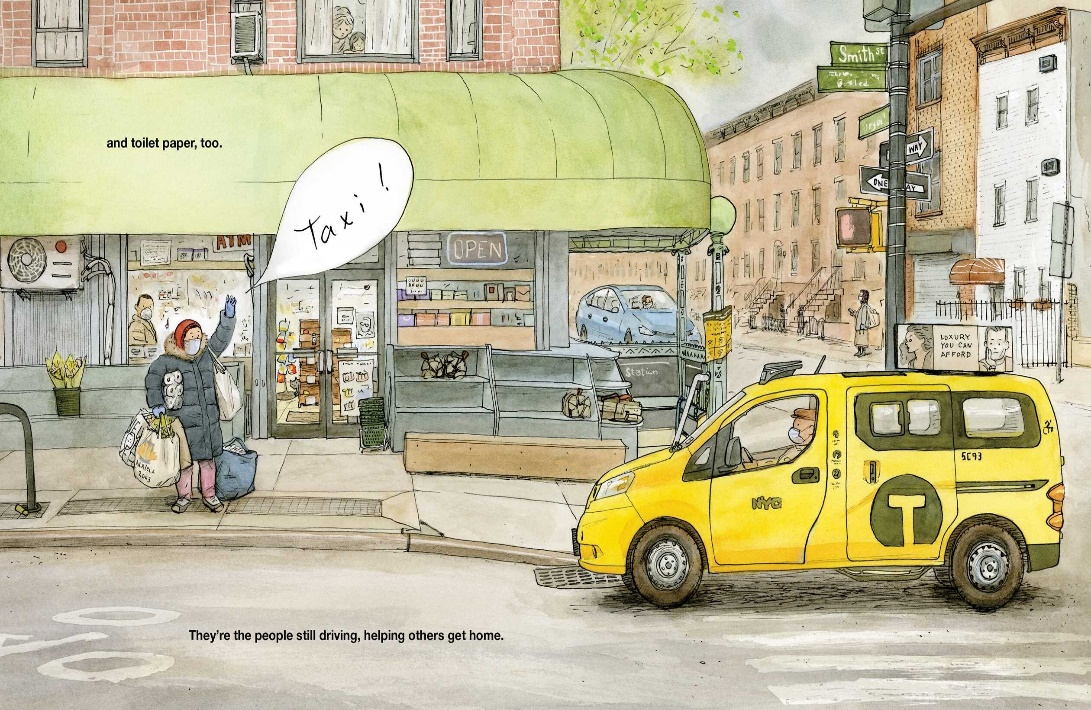 and toilet paper, too.
Taxi!
Smith St
WAY
ONE WAY
ATM
OPEN
LUXURY
YOU CAN
AFFORD
Station
5C93
NYC
T
They're the people still driving, helping others get home.